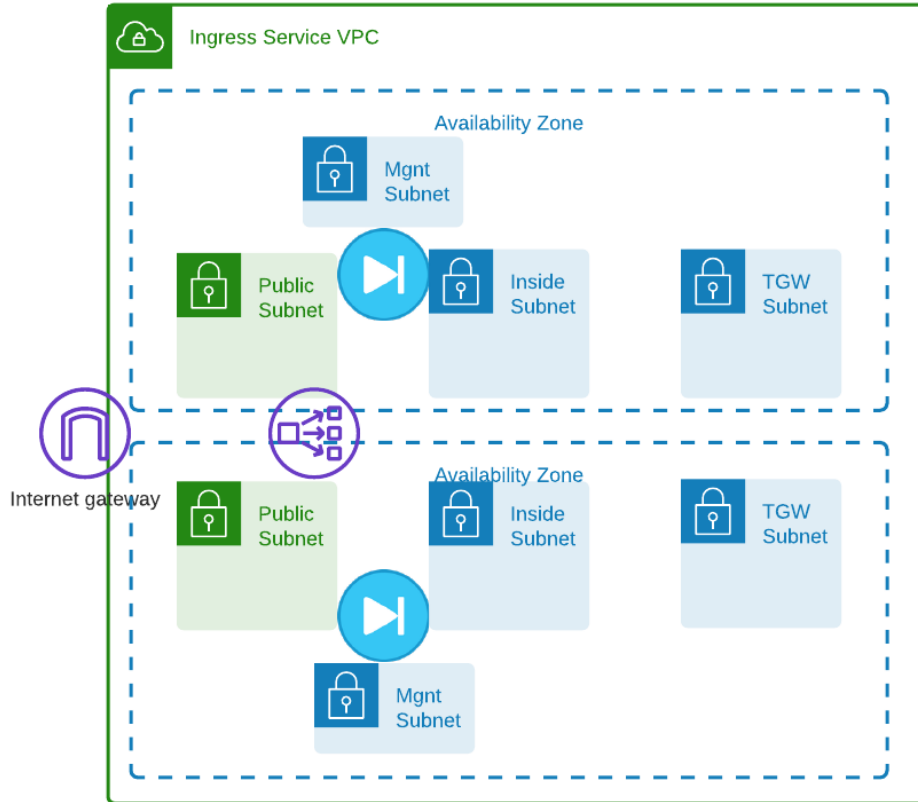 Ingress Service VPC
Availability Zone
Mgnt
Subnet
Public
Subnet
Inside
Subnet
TGW
Subnet
Internet gateway
Availability Zone
Public
Subnet
Inside
Subnet
TGW
Subnet
Mgnt
Subnet